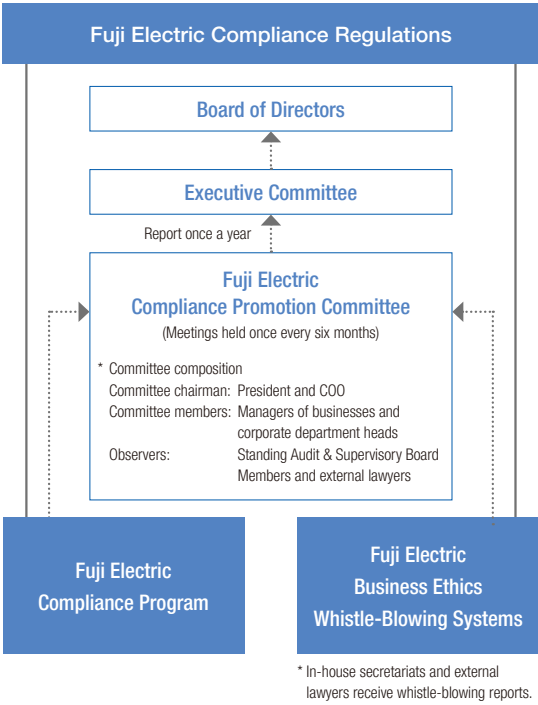 Fuji Electric Compliance Regulations
Board of Directors
Executive Committee
Report once a year
Fuji Electric
Compliance Promotion Committee
(Meetings held once every six months)
* Committee composition
Committee chairman: President and COO
Committee members: Managers of businesses and
corporate department heads
Observers: Standing Audit & Supervisory Board
Members and external lawyers
Fuji Electric
Compliance Program
Fuji Electric
Business Ethics
Whistle-Blowing Systems
* In-house secretariats and external
lawyers receive whistle-blowing reports.